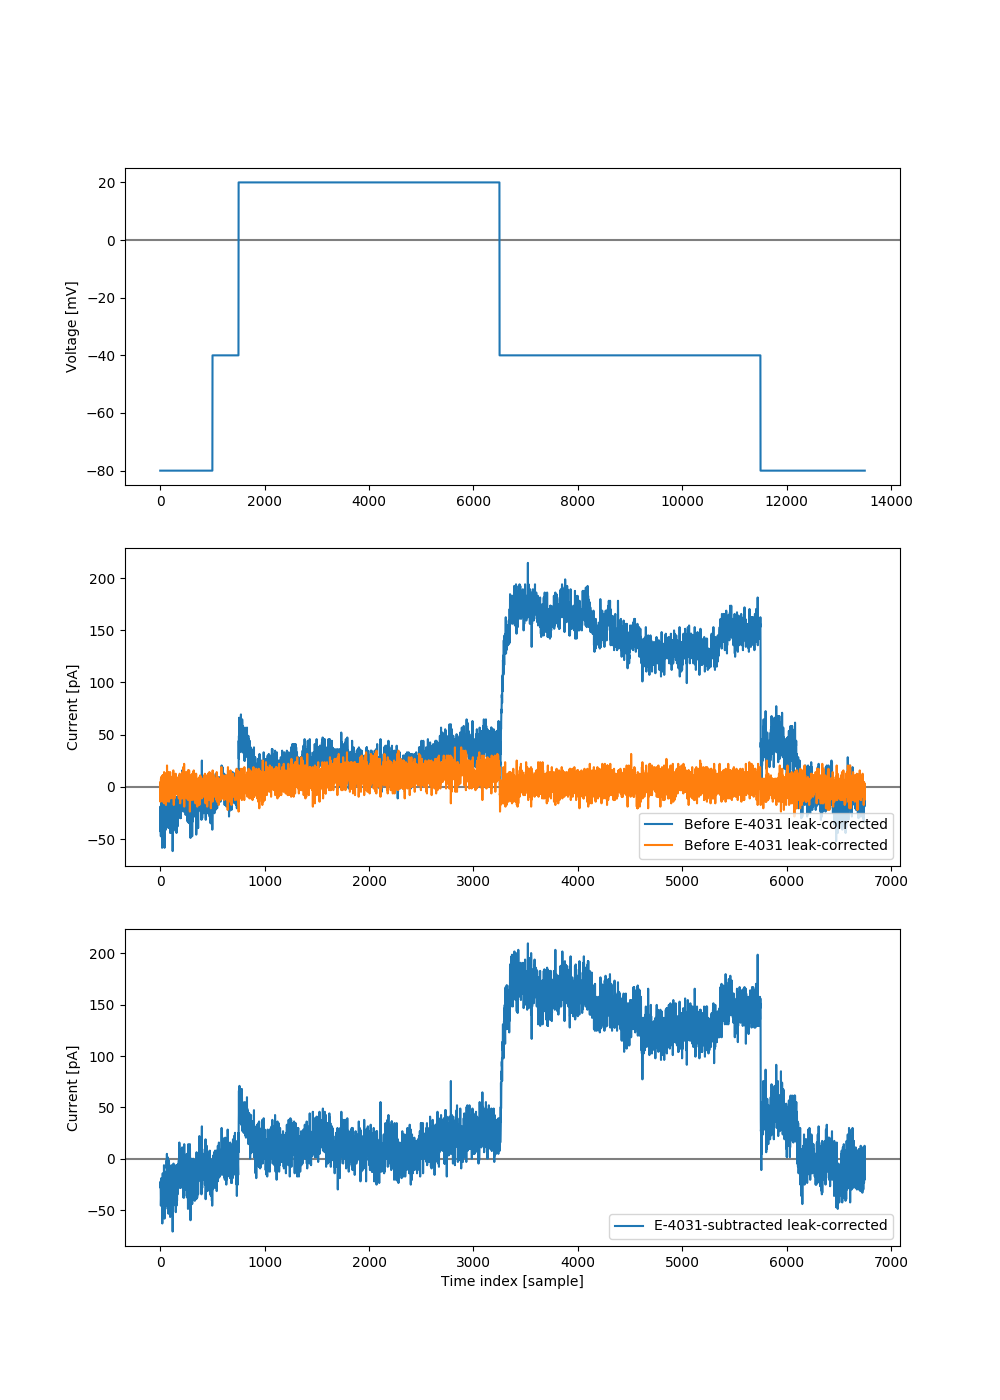 20
0
−20
−40
−60
−80
Voltage [mV]
0 2000 4000 6000 8000 10000 12000 14000
200
150
100
50
0
−50
Current [pA]
Before E-4031 leak-corrected
Before E-4031 leak-corrected
0 1000 2000 3000 4000 5000 6000 7000
200
150
100
50
0
−50
Current [pA]
E-4031-subtracted leak-corrected
0 1000 2000 3000 4000 5000 6000 7000
Time index [sample]